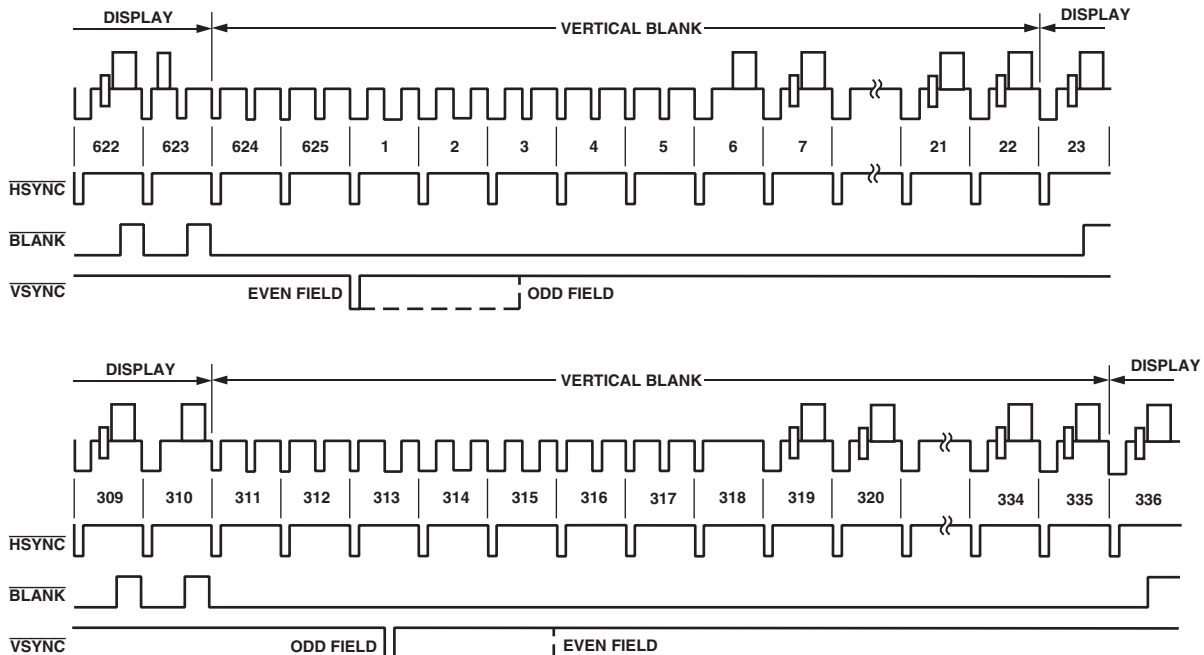 DISPLAY VERTICAL BLANK DISPLAY
622 623 624 625 1 2 3 4 5 6 7 21 22 23
HSYNC
BLANK
VSYNC EVEN FIELD ODD FIELD
DISPLAY VERTICAL BLANK DISPLAY
309 310 311 312 313 314 315 316 317 318 319 320 334 335 336
HSYNC
BLANK
VSYNC ODD FIELD EVEN FIELD